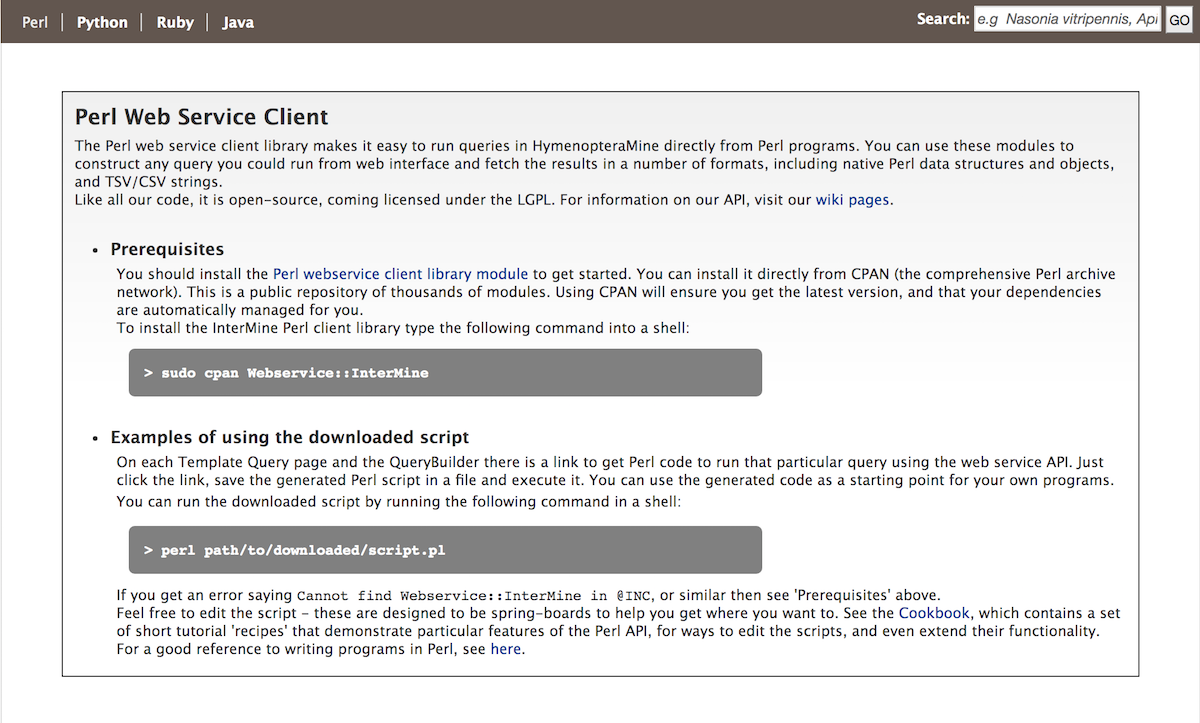 Perl | Python | Ruby | Java Search: e.g Nasonia vitripennis, Api GO
Perl Web Service Client
The Perl web service client library makes it easy to run queries in HymenopteraMine directly from Perl programs. You can use these modules to
construct any query you could run from web interface and fetch the results in a number of formats, including native Perl data structures and objects,
and TSV/CSV strings.
Like all our code, it is open-source, coming licensed under the LGPL. For information on our API, visit our wiki pages.
• Prerequisites
You should install the Perl webservice client library module to get started. You can install it directly from CPAN (the comprehensive Perl archive
network). This is a public repository of thousands of modules. Using CPAN will ensure you get the latest version, and that your dependencies
are automatically managed for you.
To install the InterMine Perl client library type the following command into a shell:
> sudo cpan Webservice::InterMine
• Examples of using the downloaded script
On each Template Query page and the QueryBuilder there is a link to get Perl code to run that particular query using the web service API. Just
click the link, save the generated Perl script in a file and execute it. You can use the generated code as a starting point for your own programs.
You can run the downloaded script by running the following command in a shell:
> perl path/to/downloaded/script.pl
If you get an error saying Cannot find Webservice::InterMine in @INC, or similar then see 'Prerequisites' above.
Feel free to edit the script – these are designed to be spring-boards to help you get where you want to. See the Cookbook, which contains a set
of short tutorial 'recipes' that demonstrate particular features of the Perl API, for ways to edit the scripts, and even extend their functionality.
For a good reference to writing programs in Perl, see here.